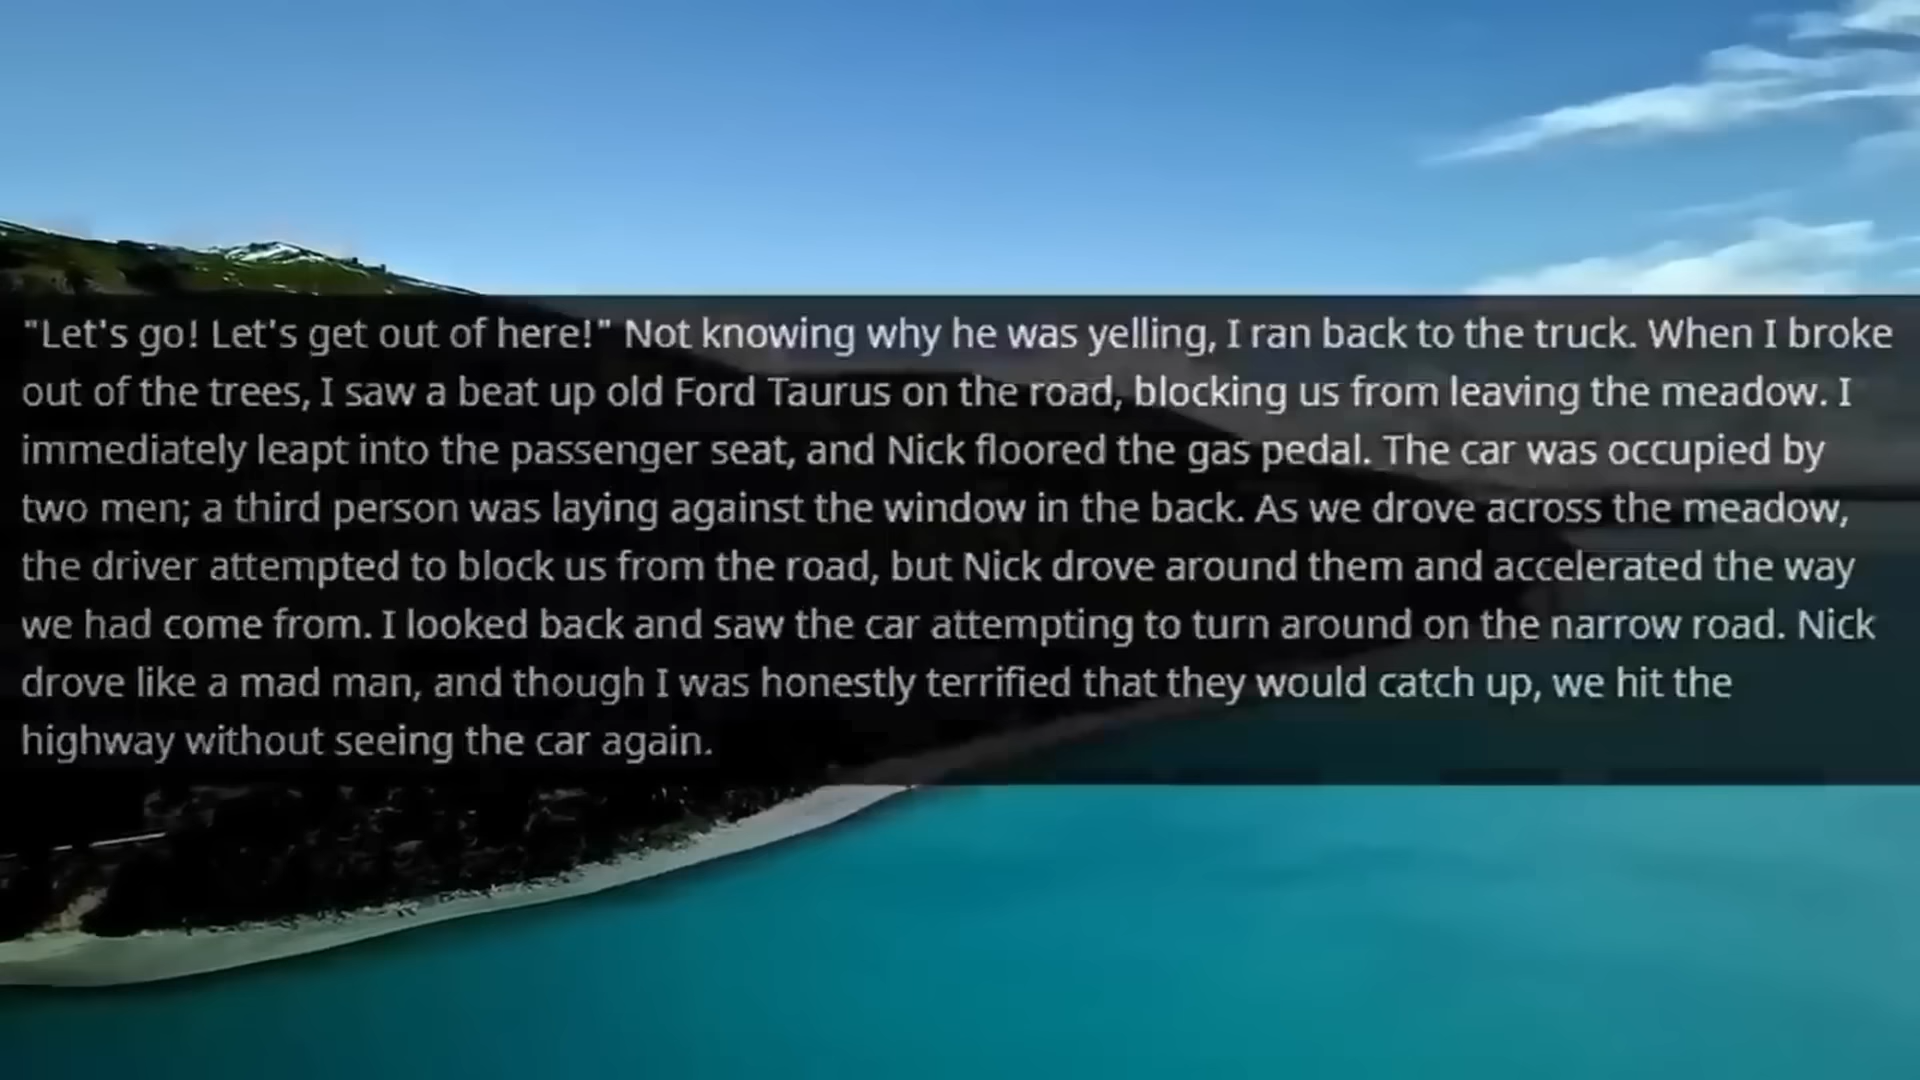 "Let's go! Let's get out of here!" Not knowing why he was yelling, I ran back to the truck. When I broke
out of the trees, I saw a beat up old Ford Taurus on the road, blocking us from leaving the meadow. I
immediately leapt into the passenger seat, and Nick floored the gas pedal. The car was occupied by
two men; a third person was laying against the window in the back. As we drove across the meadow,
the driver attempted to block us from the road, but Nick drove around them and accelerated the way
we had come from. I looked back and saw the car attempting to turn around on the narrow road. Nick
drove like a mad man, and though I was honestly terrified that they would catch up, we hit the
highway without seeing the car again.